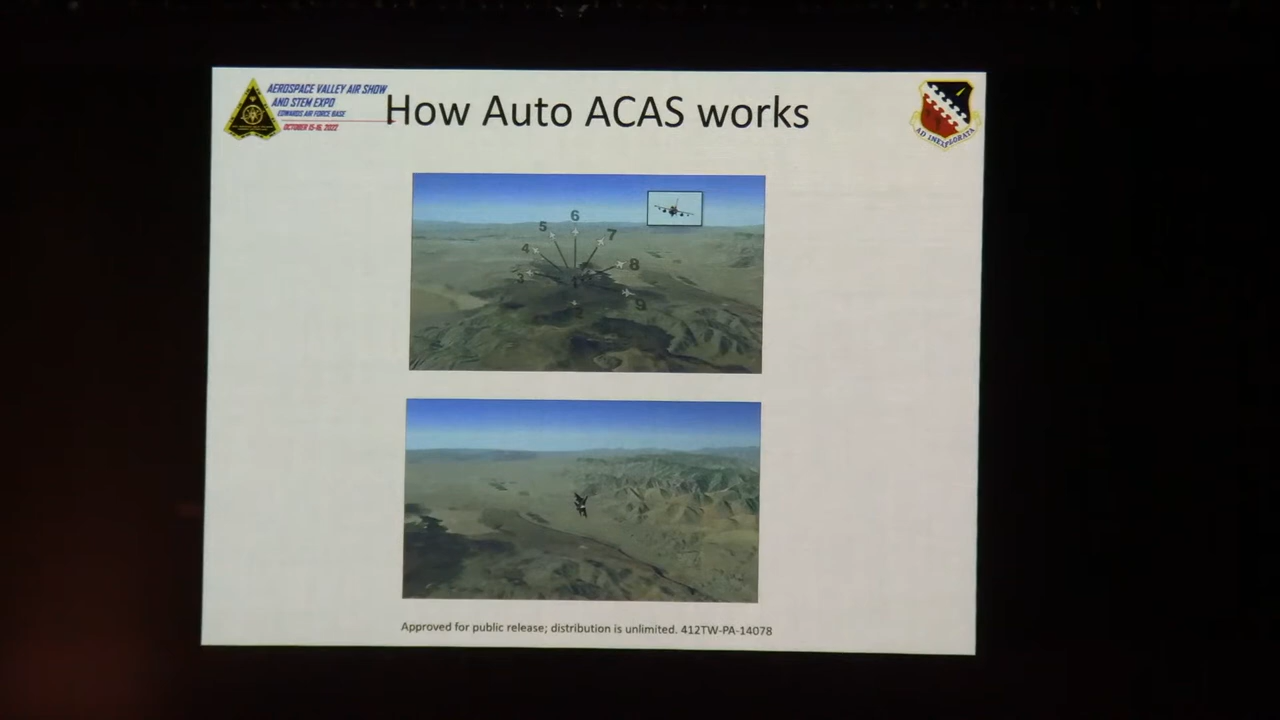 AEROSPACE VALLEY AIR SHOW
AND STEM EXPO
EDWARDS AIR FORCE BASE
OCTOBER 15-16, 2022
How Auto ACAS works
AD INEXPLORATA
6
5
7
4
8
3
9
Approved for public release; distribution is unlimited. 412TW-PA-14078